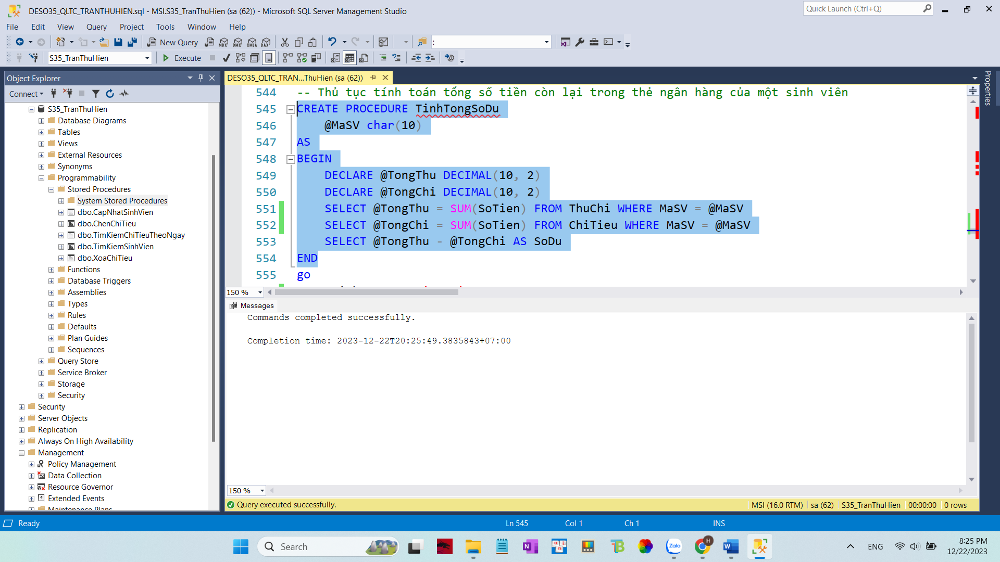 DESO35_QLTC_TRANTHUHIEN.sql - MSI.S35_TranThuHien (sa (62)) - Microsoft SQL Server Management Studio
Quick Launch (Ctrl+Q)
File Edit View Query Project Tools Window Help
New Query
MDX DMX XMLA DAX
:
S35_TranThuHien
Execute
Object Explorer
Connect
S35_TranThuHien
Database Diagrams
Tables
Views
External Resources
Synonyms
Programmability
Stored Procedures
System Stored Procedures
dbo.CapNhatSinhVien
dbo.ChenChiTieu
dbo.TimKiemChiTieuTheoNgay
dbo.TimKiemSinhVien
dbo.XoaChiTieu
Functions
Database Triggers
Assemblies
Types
Rules
Defaults
Plan Guides
Sequences
Query Store
Service Broker
Storage
Security
Security
Server Objects
Replication
Always On High Availability
Management
Policy Management
Data Collection
Resource Governor
Extended Events
Maintenance Plans
DESO35_QLTC_TRAN...ThuHien (sa (62))
Properties
544 -- Thủ tục tính toán tổng số tiền còn lại trong thẻ ngân hàng của một sinh viên
545 CREATE PROCEDURE TinhTongSoDu
546 @MaSV char(10)
547 AS
548 BEGIN
549 DECLARE @TongThu DECIMAL(10, 2)
550 DECLARE @TongChi DECIMAL(10, 2)
551 SELECT @TongThu = SUM(SoTien) FROM ThuChi WHERE MaSV = @MaSV
552 SELECT @TongChi = SUM(SoTien) FROM ChiTieu WHERE MaSV = @MaSV
553 SELECT @TongThu - @TongChi AS SoDu
554 END
555 go
150 %
Messages
Commands completed successfully.
Completion time: 2023-12-22T20:25:49.3835843+07:00
150 %
Query executed successfully.
MSI (16.0 RTM) sa (62) S35_TranThuHien 00:00:00 0 rows
Ready
Ln 545 Col 1 Ch 1 INS
Search
Zalo
H
ENG
8:25 PM
12/22/2023